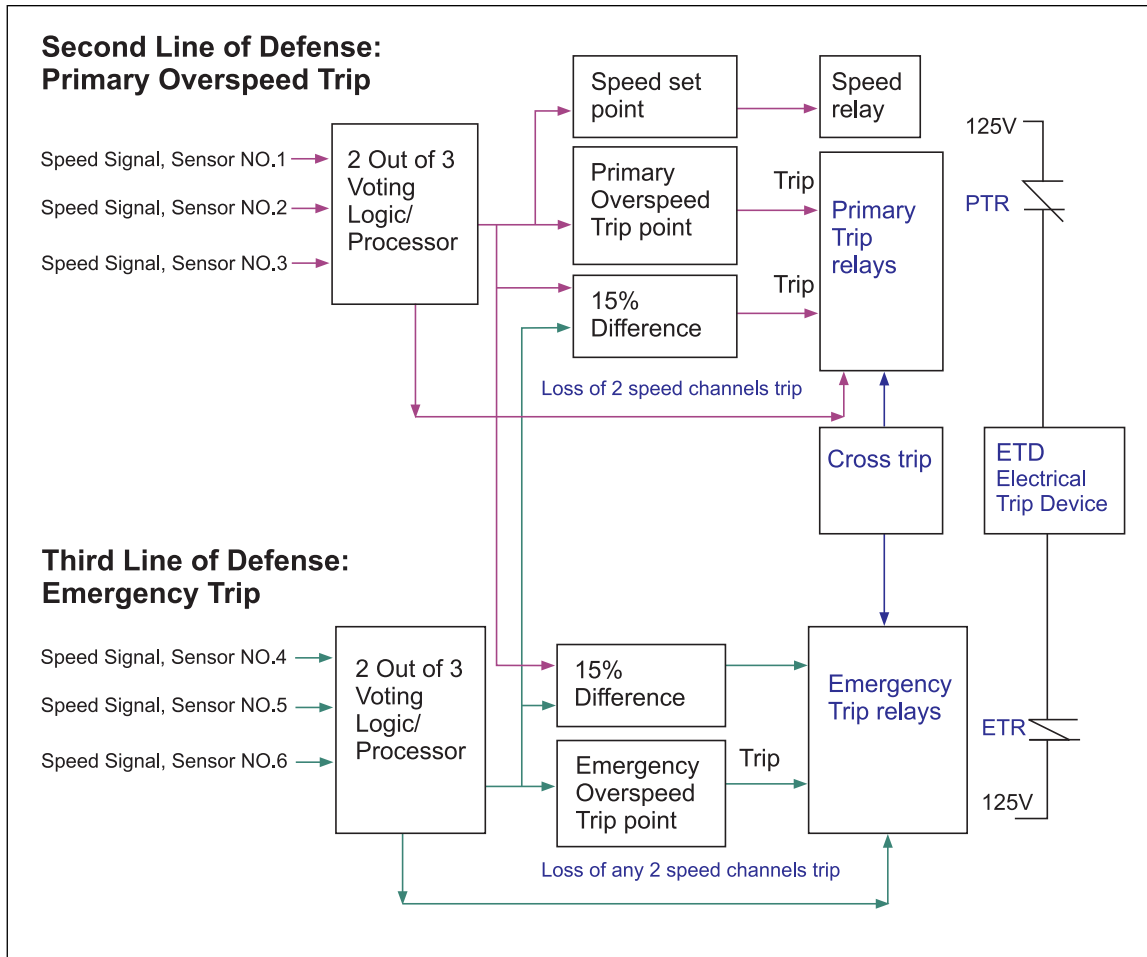 Second Line of Defense:
Primary Overspeed Trip
Speed Signal, Sensor NO.1
Speed Signal, Sensor NO.2
Speed Signal, Sensor NO.3
2 Out of 3
Voting
Logic/
Processor
Speed set
point
Speed
relay
Primary
Overspeed
Trip point
Trip
Primary
Trip
relays
15%
Difference
Trip
Loss of 2 speed channels trip
Cross trip
125V
PTR
ETD
Electrical
Trip Device
ETR
125V
Third Line of Defense:
Emergency Trip
Speed Signal, Sensor NO.4
Speed Signal, Sensor NO.5
Speed Signal, Sensor NO.6
2 Out of 3
Voting
Logic/
Processor
15%
Difference
Emergency
Overspeed
Trip point
Trip
Emergency
Trip relays
Loss of any 2 speed channels trip